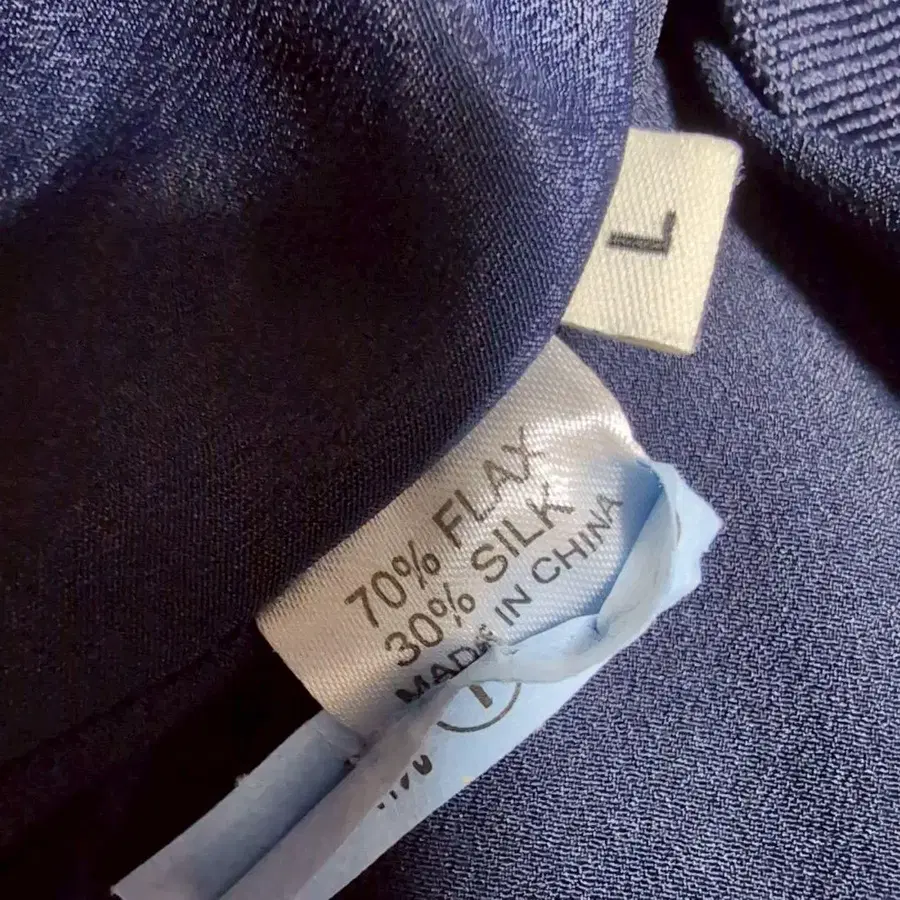 L
70% FLAX
30% SILK
MADE IN CHINA